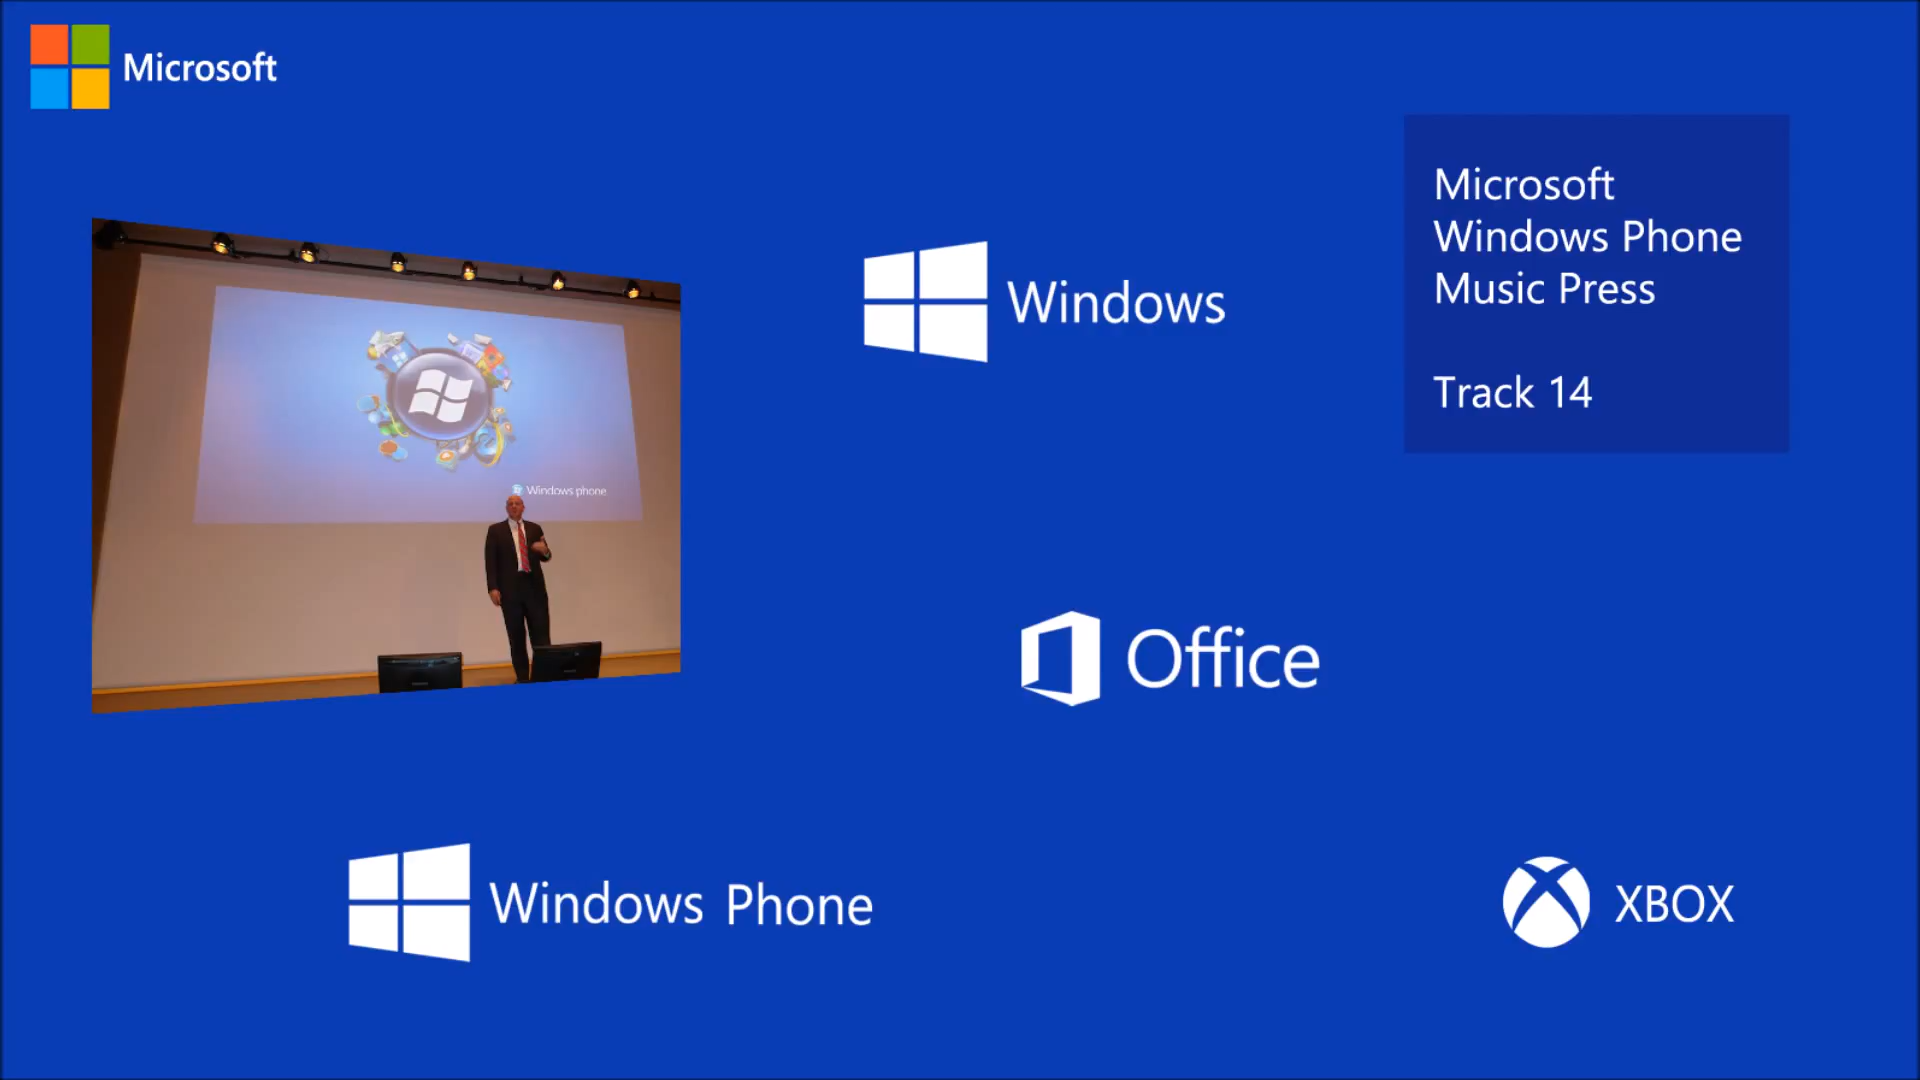 Microsoft
Microsoft
Windows Phone
Music Press
Track 14
Windows
Windows phone
Office
Windows Phone
XBOX